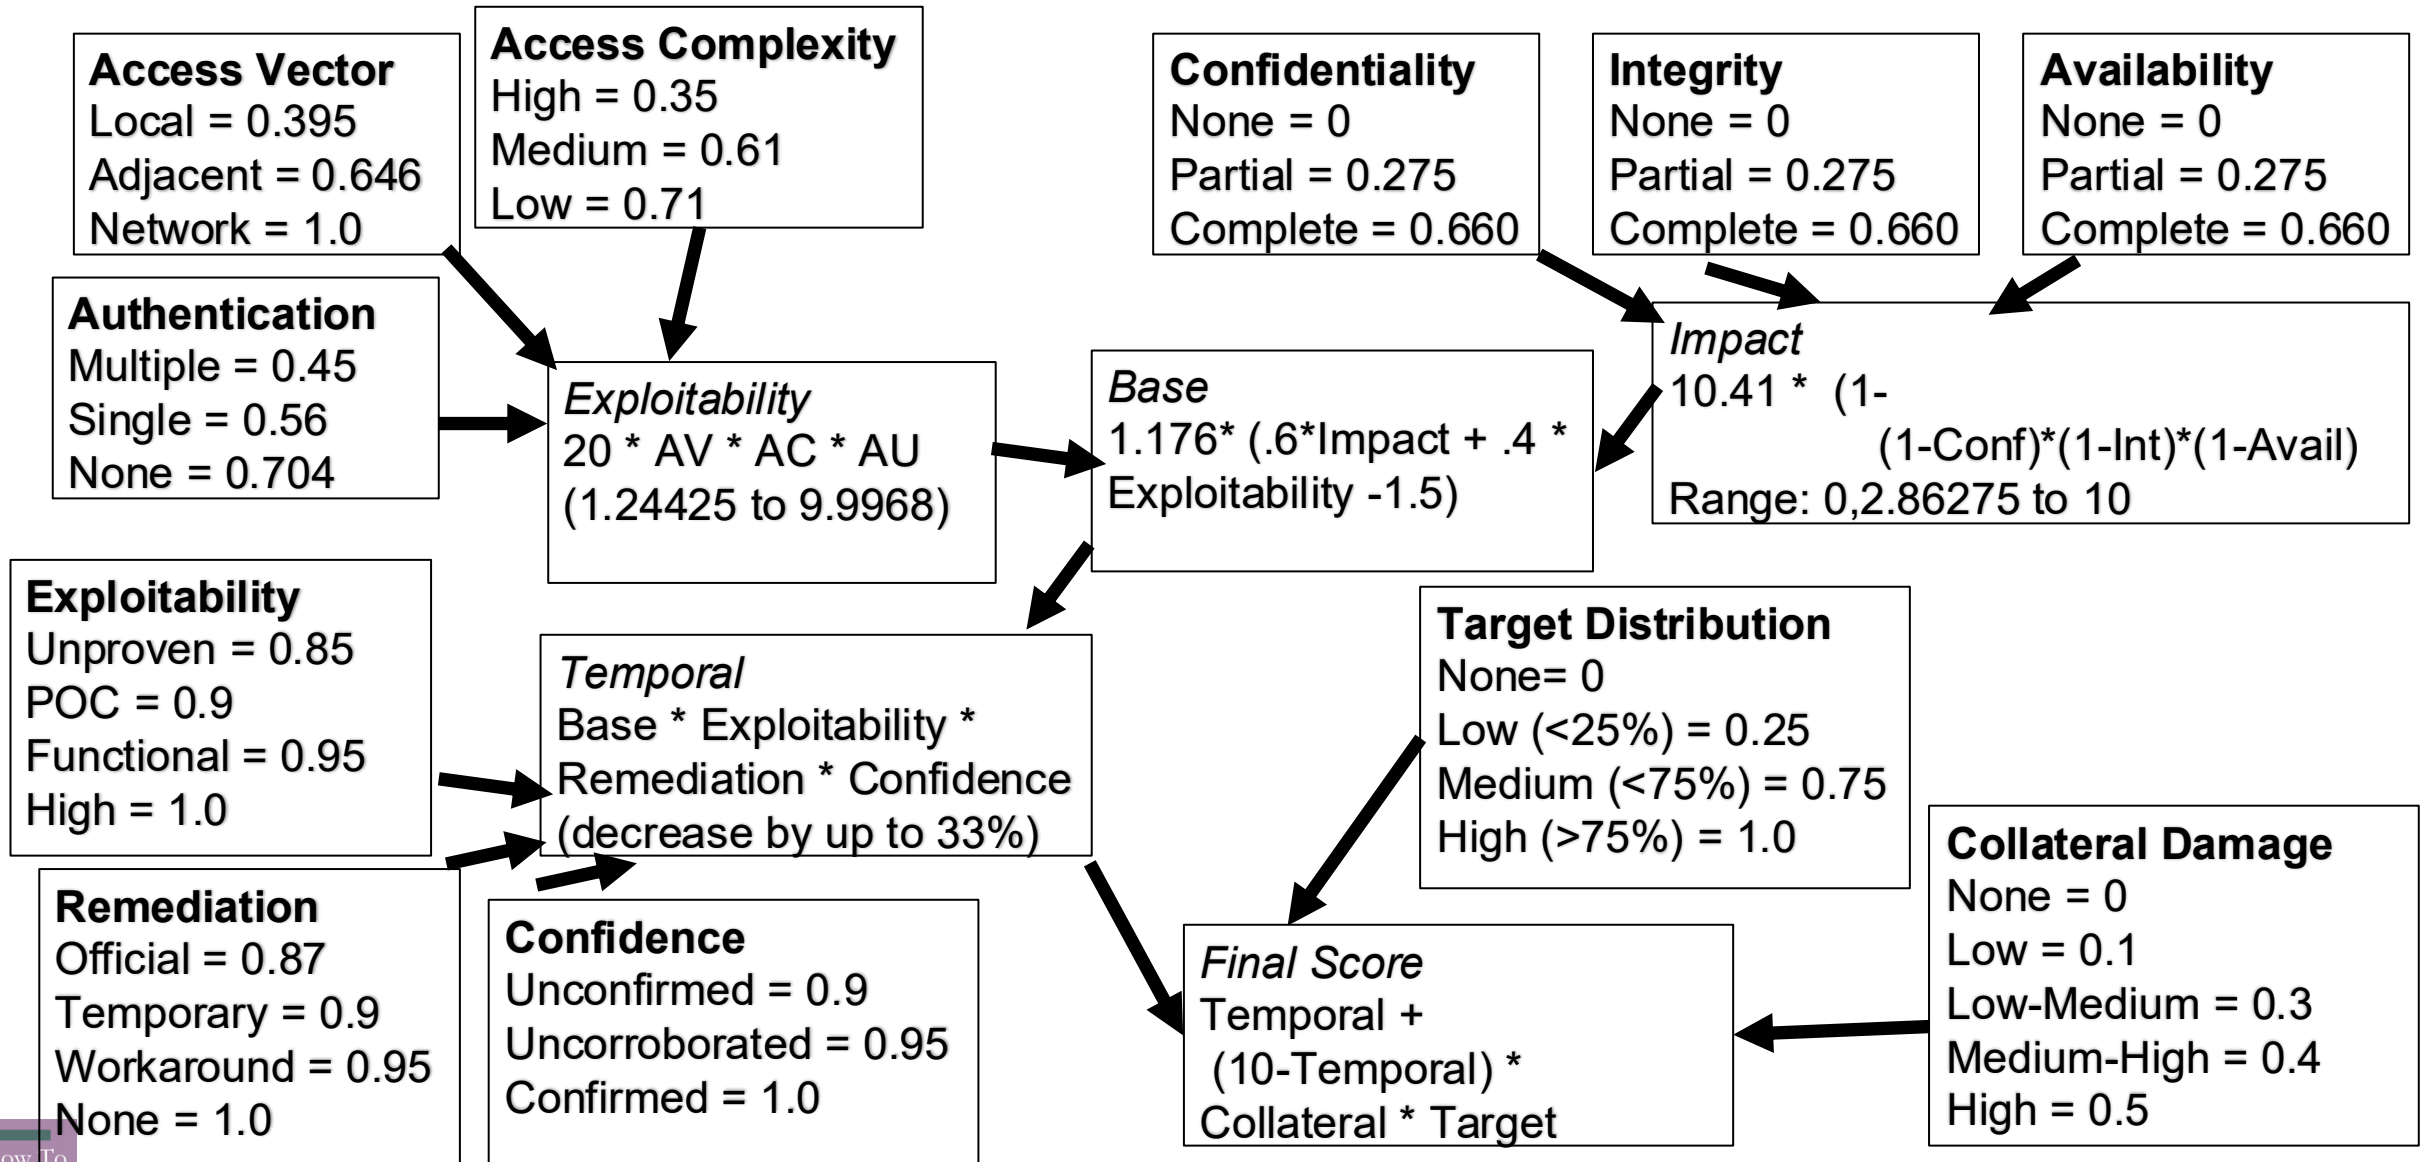 Access Vector
Local = 0.395
Adjacent = 0.646
Network = 1.0
Access Complexity
High = 0.35
Medium = 0.61
Low = 0.71
Confidentiality
None = 0
Partial = 0.275
Complete = 0.660
Integrity
None = 0
Partial = 0.275
Complete = 0.660
Availability
None = 0
Partial = 0.275
Complete = 0.660
Authentication
Multiple = 0.45
Single = 0.56
None = 0.704
Exploitability
20 * AV * AC * AU
(1.24425 to 9.9968)
Base
1.176* (.6*Impact + .4 *
Exploitability -1.5)
Impact
10.41 * (1-
(1-Conf)*(1-Int)*(1-Avail)
Range: 0,2.86275 to 10
Exploitability
Unproven = 0.85
POC = 0.9
Functional = 0.95
High = 1.0
Temporal
Base * Exploitability *
Remediation * Confidence
(decrease by up to 33%)
Target Distribution
None= 0
Low (<25%) = 0.25
Medium (<75%) = 0.75
High (>75%) = 1.0
Collateral Damage
None = 0
Low = 0.1
Low-Medium = 0.3
Medium-High = 0.4
High = 0.5
Remediation
Official = 0.87
Temporary = 0.9
Workaround = 0.95
None = 1.0
Confidence
Unconfirmed = 0.9
Uncorroborated = 0.95
Confirmed = 1.0
Final Score
Temporal +
(10-Temporal) *
Collateral * Target
To